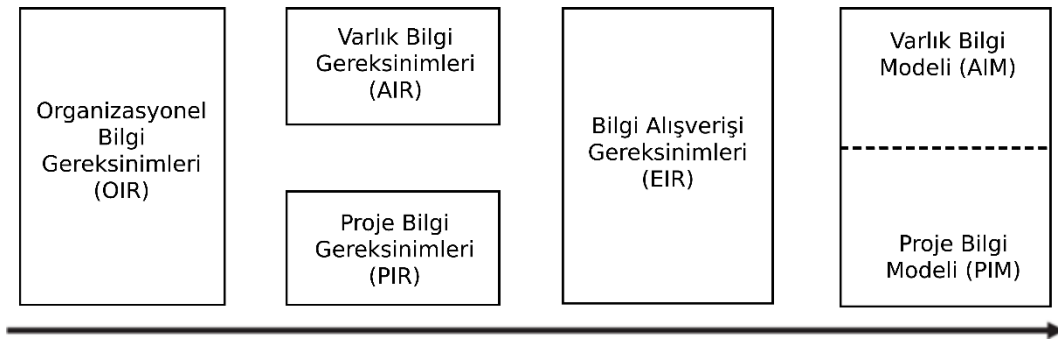 Organizasyonel
Bilgi
Gereksinimleri
(OIR)
Varlık Bilgi
Gereksinimleri
(AIR)
Proje Bilgi
Gereksinimleri
(PIR)
Bilgi Alışverişi
Gereksinimleri
(EIR)
Varlık Bilgi
Modeli (AIM)
Proje Bilgi
Modeli (PIM)